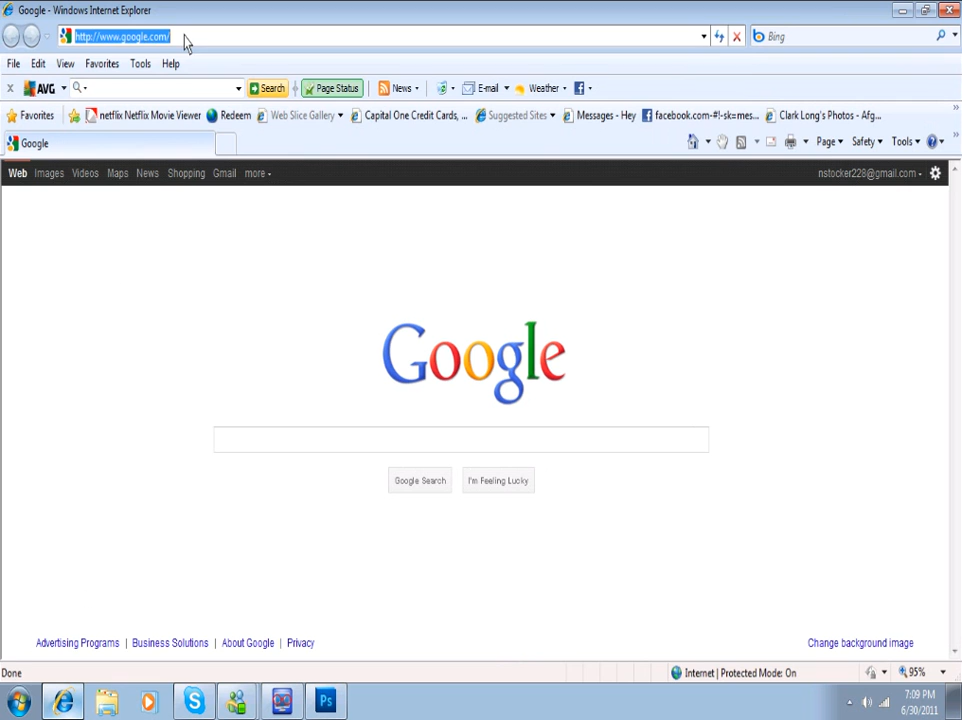 Google - Windows Internet Explorer
http://www.google.com/
Bing
File Edit View Favorites Tools Help
x AVG Search Page Status News E-mail Weather
Favorites netflix Netflix Movie Viewer Redeem Web Slice Gallery Capital One Credit Cards, ... Suggested Sites Messages - Hey facebook.com-#!-sk=mes... Clark Long's Photos - Afg...
Google
Page Safety Tools
Web Images Videos Maps News Shopping Gmail more
nstocker228@gmail.com
Google
Google Search I'm Feeling Lucky
Advertising Programs | Business Solutions | About Google | Privacy
Change background image
Done
Internet | Protected Mode: On
95%
Ps
7:09 PM
6/30/2011